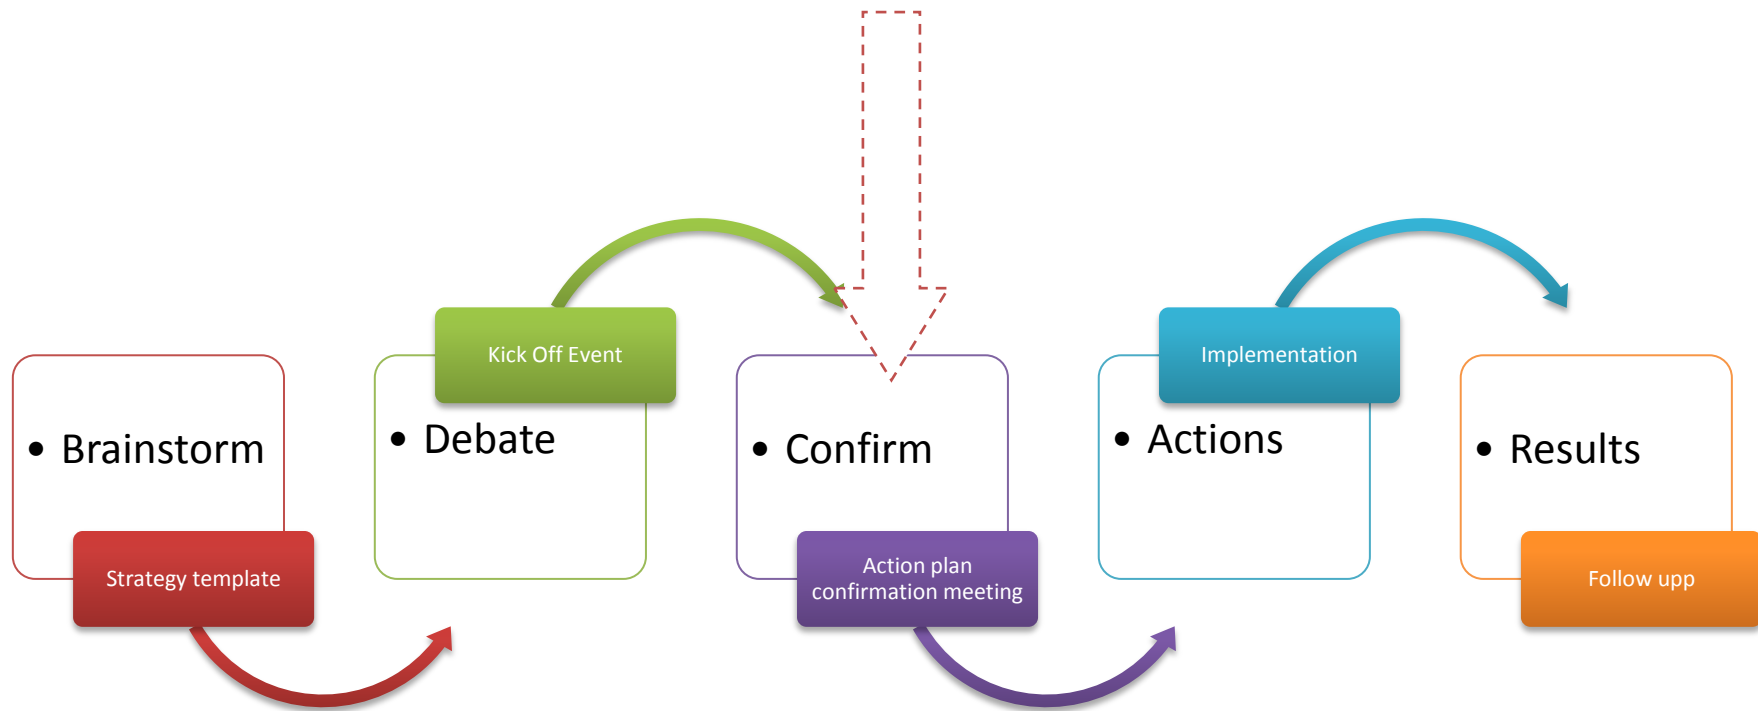 • Brainstorm
Strategy template
Kick Off Event
• Debate
• Confirm
Action plan
confirmation meeting
Implementation
• Actions
• Results
Follow upp